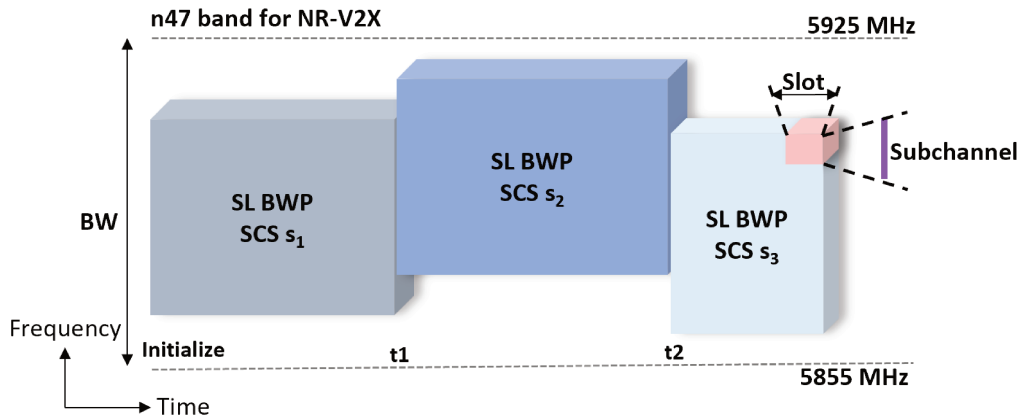 n47 band for NR-V2X
5925 MHz
Slot
Subchannel
SL BWP
SCS s₂
SL BWP
SCS s₁
SL BWP
SCS s₃
BW
Frequency
Initialize
t1
t2
5855 MHz
Time